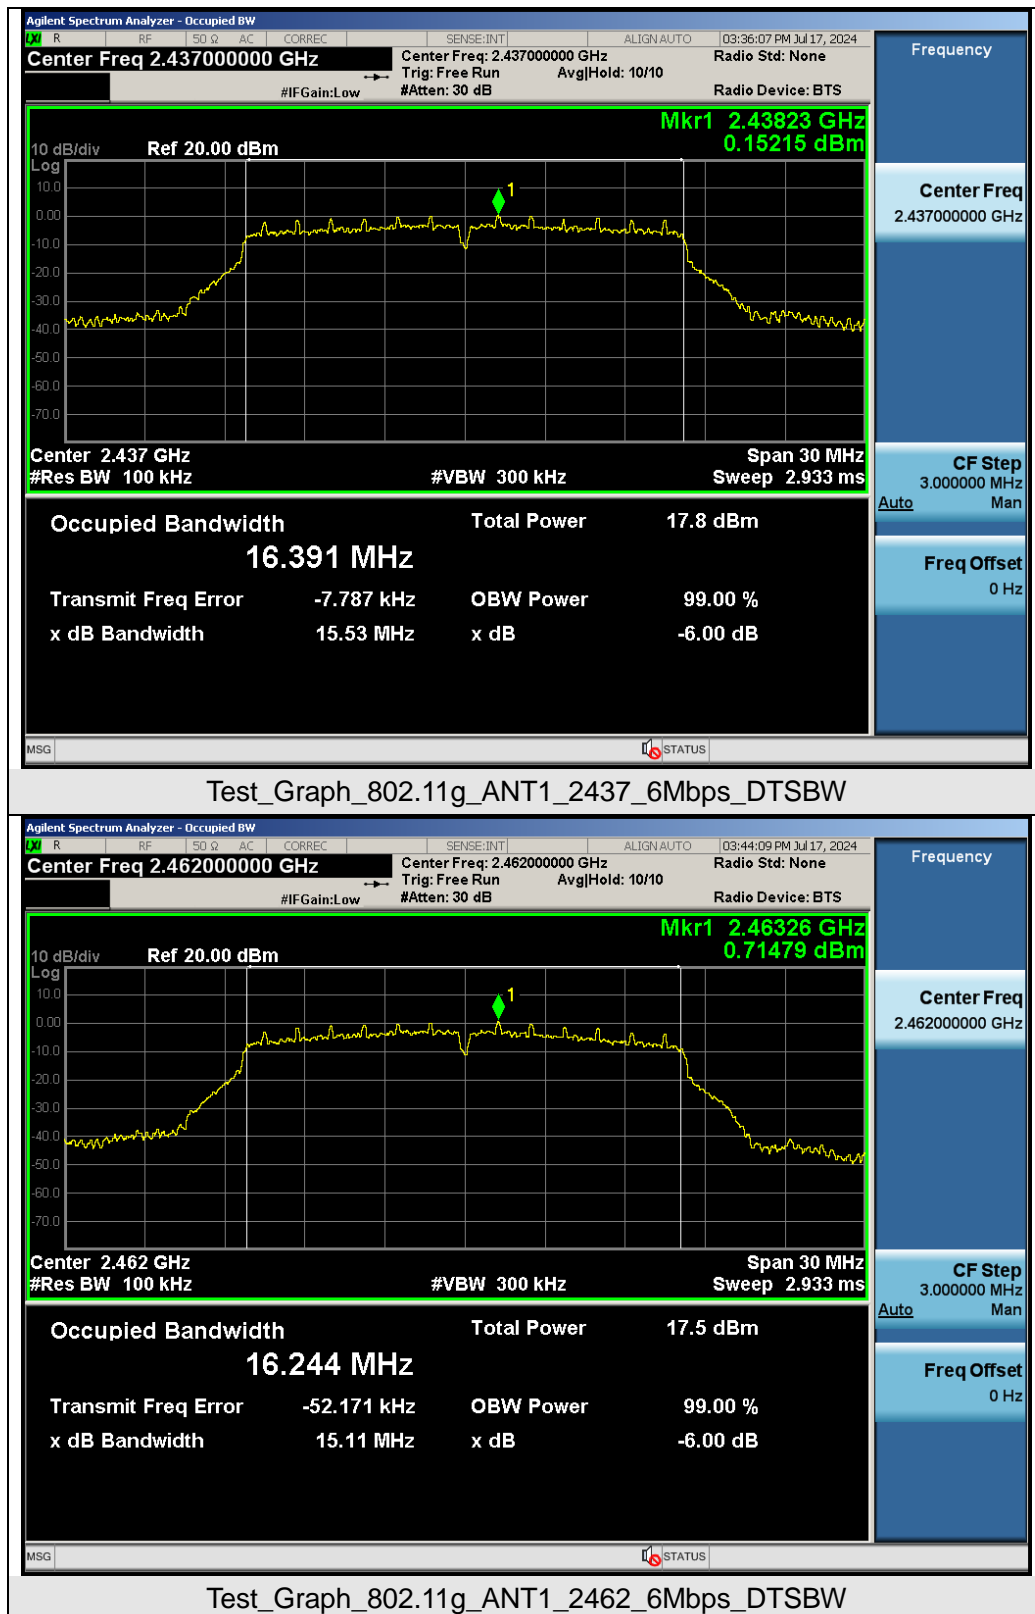 Agilent Spectrum Analyzer - Occupied BW
LXI R RF 50 Ω AC CORREC SENSE:INT ALIGN AUTO 03:36:07 PM Jul 17, 2024
Center Freq 2.437000000 GHz
Center Freq: 2.437000000 GHz Radio Std: None
Trig: Free Run Avg|Hold: 10/10
#IFGain:Low #Atten: 30 dB Radio Device: BTS
Frequency
Mkr1 2.43823 GHz
0.15215 dBm
10 dB/div Ref 20.00 dBm
Log
10.0
0.00
-10.0
-20.0
-30.0
-40.0
-50.0
-60.0
-70.0
1
Center Freq
2.437000000 GHz
Center 2.437 GHz Span 30 MHz
#Res BW 100 kHz #VBW 300 kHz Sweep 2.933 ms
CF Step
3.000000 MHz
Auto Man
Occupied Bandwidth Total Power 17.8 dBm
16.391 MHz
Freq Offset
0 Hz
Transmit Freq Error -7.787 kHz OBW Power 99.00 %
x dB Bandwidth 15.53 MHz x dB -6.00 dB
MSG STATUS
Test_Graph_802.11g_ANT1_2437_6Mbps_DTSBW
Agilent Spectrum Analyzer - Occupied BW
LXI R RF 50 Ω AC CORREC SENSE:INT ALIGN AUTO 03:44:09 PM Jul 17, 2024
Center Freq 2.462000000 GHz
Center Freq: 2.462000000 GHz Radio Std: None
Trig: Free Run Avg|Hold: 10/10
#IFGain:Low #Atten: 30 dB Radio Device: BTS
Frequency
Mkr1 2.46326 GHz
0.71479 dBm
10 dB/div Ref 20.00 dBm
Log
10.0
0.00
-10.0
-20.0
-30.0
-40.0
-50.0
-60.0
-70.0
1
Center Freq
2.462000000 GHz
Center 2.462 GHz Span 30 MHz
#Res BW 100 kHz #VBW 300 kHz Sweep 2.933 ms
CF Step
3.000000 MHz
Auto Man
Occupied Bandwidth Total Power 17.5 dBm
16.244 MHz
Freq Offset
0 Hz
Transmit Freq Error -52.171 kHz OBW Power 99.00 %
x dB Bandwidth 15.11 MHz x dB -6.00 dB
MSG STATUS
Test_Graph_802.11g_ANT1_2462_6Mbps_DTSBW